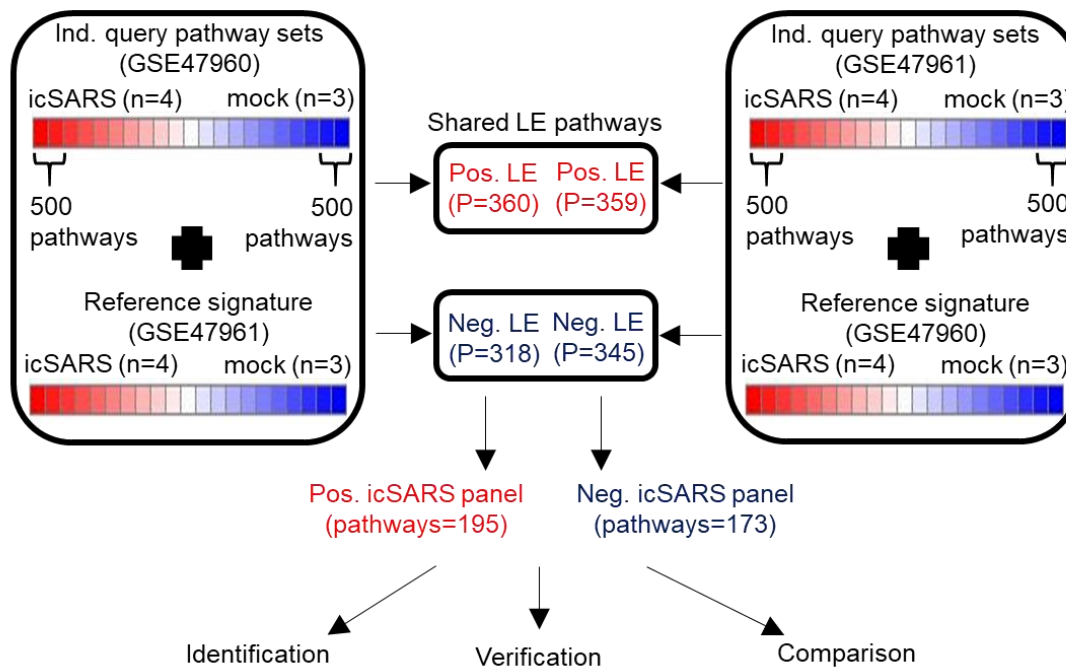 Ind. query pathway sets
(GSE47960)
icSARS (n=4) mock (n=3)
500 500
pathways pathways
Reference signature
(GSE47961)
icSARS (n=4) mock (n=3)
Shared LE pathways
Pos. LE Pos. LE
(P=360) (P=359)
Neg. LE Neg. LE
(P=318) (P=345)
Ind. query pathway sets
(GSE47961)
icSARS (n=4) mock (n=3)
500 500
pathways pathways
Reference signature
(GSE47960)
icSARS (n=4) mock (n=3)
Pos. icSARS panel
(pathways=195)
Neg. icSARS panel
(pathways=173)
Identification Verification Comparison